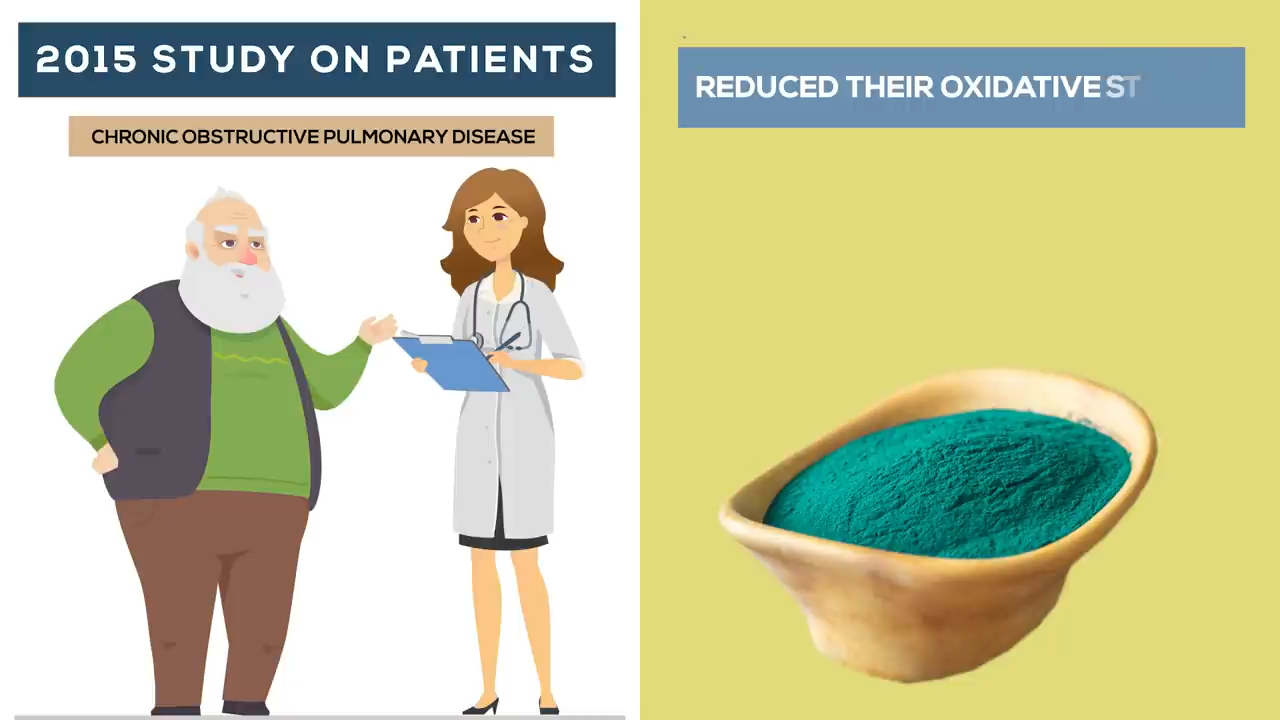 2015 STUDY ON PATIENTS
CHRONIC OBSTRUCTIVE PULMONARY DISEASE
REDUCED THEIR OXIDATIVE ST